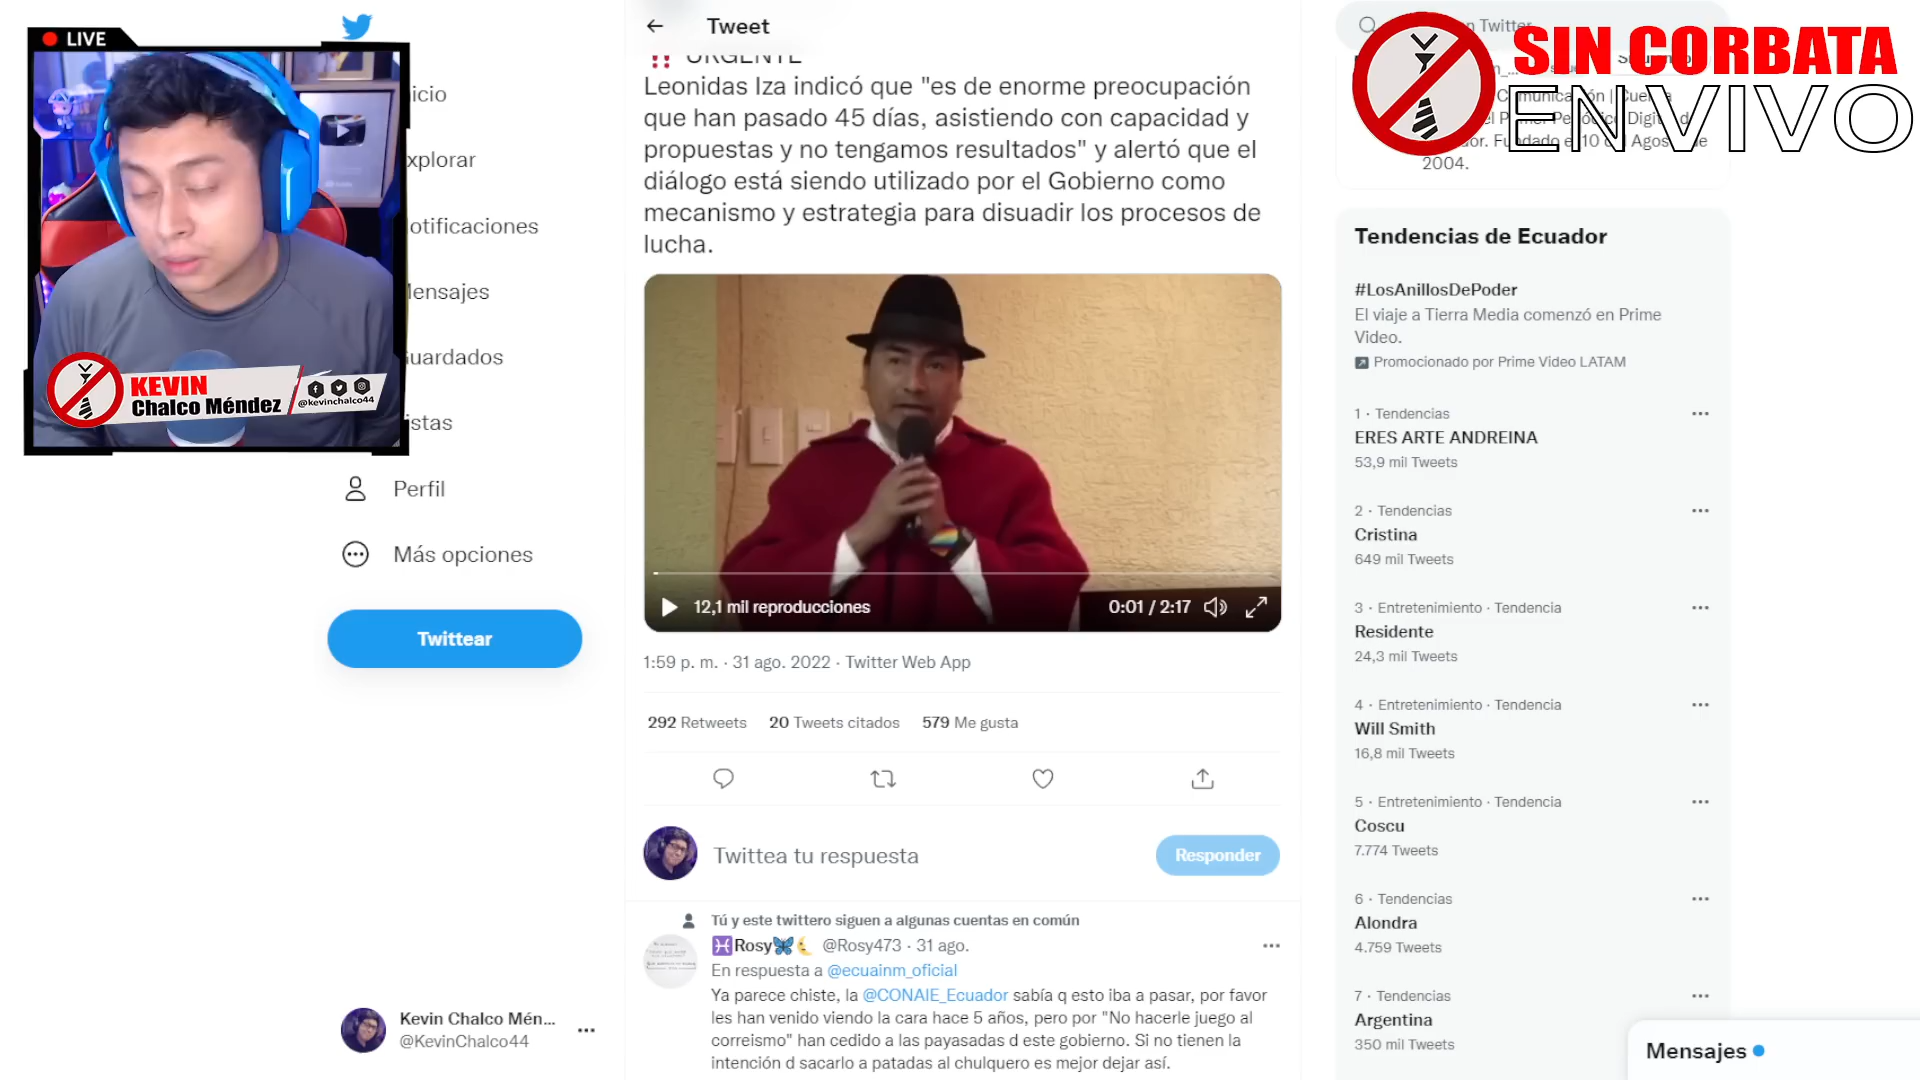 LIVE
KEVIN
Chalco Méndez
@kevinchalco44
SIN CORBATA
EN VIVO
Explorar
Notificaciones
Mensajes
Guardados
Perfil
Más opciones
Twittear
Kevin Chalco Mén...
@KevinChalco44
Tweet
URGENTE
Leonidas Iza indicó que "es de enorme preocupación
que han pasado 45 días, asistiendo con capacidad y
propuestas y no tengamos resultados" y alertó que el
diálogo está siendo utilizado por el Gobierno como
mecanismo y estrategia para disuadir los procesos de
lucha.
12,1 mil reproducciones
0:01 / 2:17
1:59 p. m. · 31 ago. 2022 · Twitter Web App
292 Retweets 20 Tweets citados 579 Me gusta
Twittea tu respuesta
Responder
Tú y este twittero siguen a algunas cuentas en común
♓Rosy🦋🌜 @Rosy473 · 31 ago.
En respuesta a @ecuainm_oficial
Ya parece chiste, la @CONAIE_Ecuador sabía q esto iba a pasar, por favor
les han venido viendo la cara hace 5 años, pero por "No hacerle juego al
correismo" han cedido a las payasadas d este gobierno. Si no tienen la
intención d sacarlo a patadas al chulquero es mejor dejar así.
Twitter
2004.
Tendencias de Ecuador
#LosAnillosDePoder
El viaje a Tierra Media comenzó en Prime
Video.
Promocionado por Prime Video LATAM
1 · Tendencias
ERES ARTE ANDREINA
53,9 mil Tweets
2 · Tendencias
Cristina
649 mil Tweets
3 · Entretenimiento · Tendencia
Residente
24,3 mil Tweets
4 · Entretenimiento · Tendencia
Will Smith
16,8 mil Tweets
5 · Entretenimiento · Tendencia
Coscu
7.774 Tweets
6 · Tendencias
Alondra
4.759 Tweets
7 · Tendencias
Argentina
350 mil Tweets
Mensajes